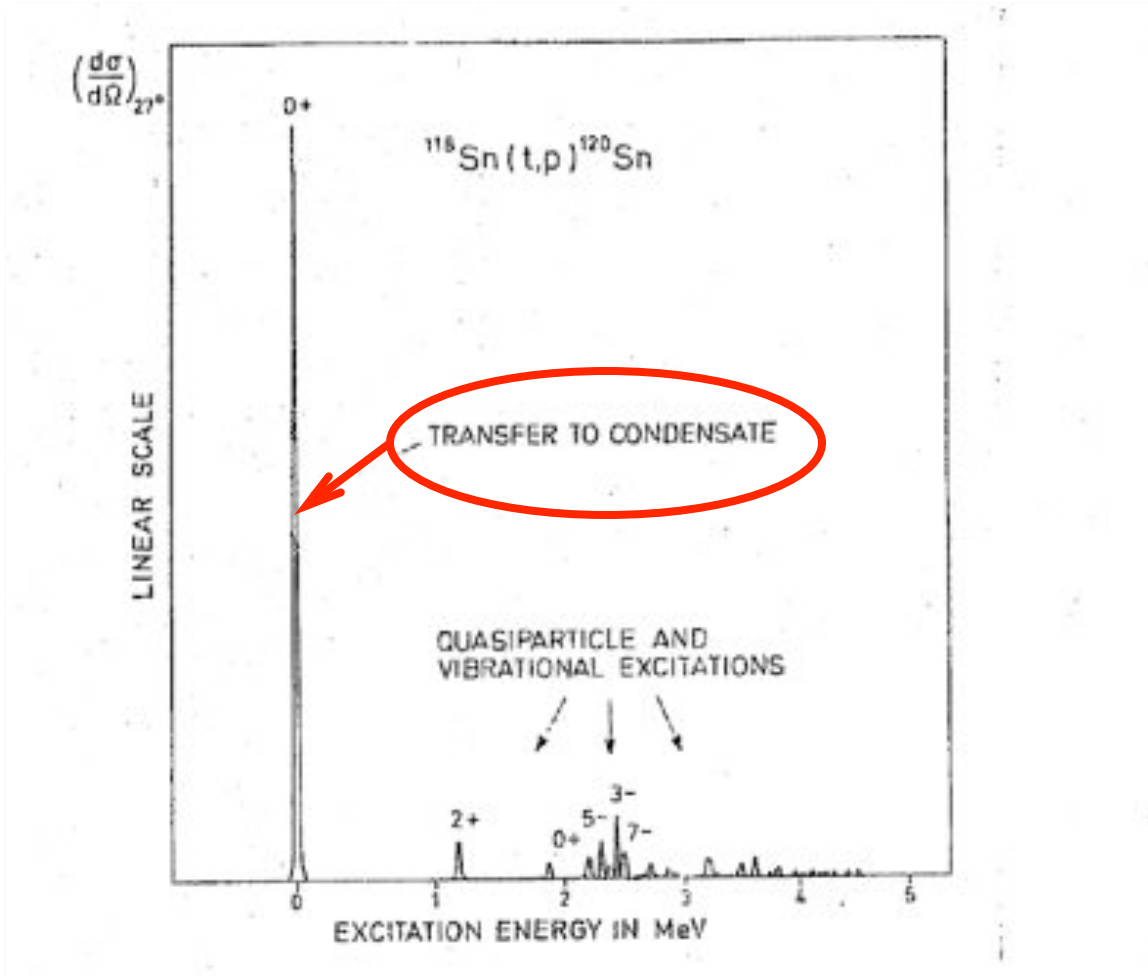 (dσ/dΩ)27°
0+
¹¹⁸Sn(t,p)¹²⁰Sn
LINEAR SCALE
TRANSFER TO CONDENSATE
QUASIPARTICLE AND
VIBRATIONAL EXCITATIONS
2+
0+
5-
3-
7-
0 1 2 3 4 5
EXCITATION ENERGY IN MeV